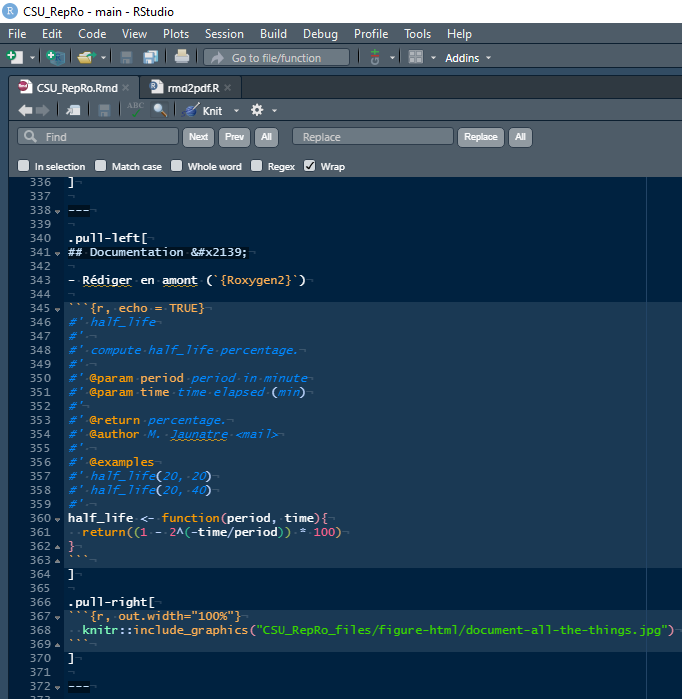 CSU_RepRo - main - RStudio
File Edit Code View Plots Session Build Debug Profile Tools Help
Go to file/function Addins
CSU_RepRo.Rmd rmd2pdf.R
ABC Knit
Find Next Prev All Replace Replace All
In selection Match case Whole word Regex Wrap
336 ]
337
338 ---
339
340 .pull-left[
341 ## Documentation &#x2139;
342
343 - Rédiger en amont (`{Roxygen2}`)
344
345 ```{r, echo = TRUE}
346 #' half_life
347 #'
348 #' compute half_life percentage.
349 #'
350 #' @param period period in minute
351 #' @param time time elapsed (min)
352 #'
353 #' @return percentage.
354 #' @author M. Jaunatre <mail>
355 #'
356 #' @examples
357 #' half_life(20, 20)
358 #' half_life(20, 40)
359 #'
360 half_life <- function(period, time){
361 return((1 - 2^(-time/period)) * 100)
362 }
363 ```
364 ]
365
366 .pull-right[
367 ```{r, out.width="100%"}
368 knitr::include_graphics("CSU_RepRo_files/figure-html/document-all-the-things.jpg")
369 ```
370 ]
371
372 ---
373